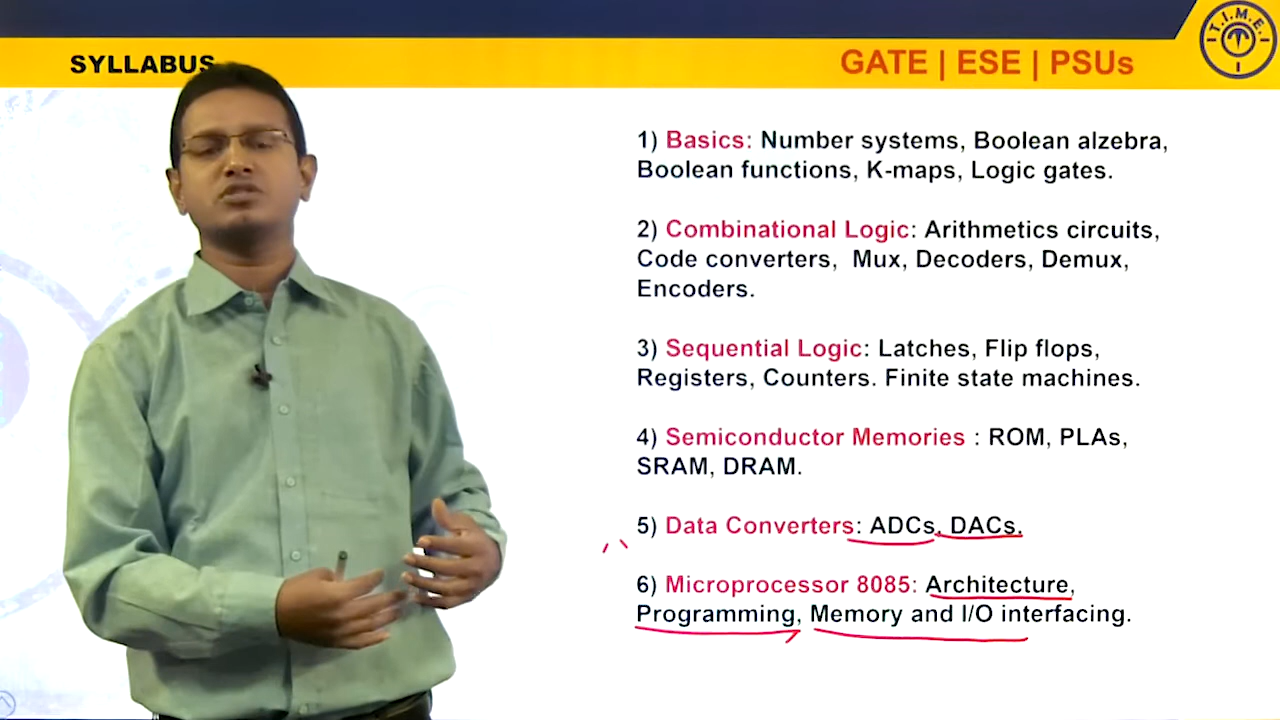 SYLLABUS
GATE | ESE | PSUs
T.I.M.E.
1) Basics: Number systems, Boolean alzebra,
Boolean functions, K-maps, Logic gates.
2) Combinational Logic: Arithmetics circuits,
Code converters, Mux, Decoders, Demux,
Encoders.
3) Sequential Logic: Latches, Flip flops,
Registers, Counters. Finite state machines.
4) Semiconductor Memories : ROM, PLAs,
SRAM, DRAM.
5) Data Converters: ADCs, DACs.
6) Microprocessor 8085: Architecture,
Programming, Memory and I/O interfacing.